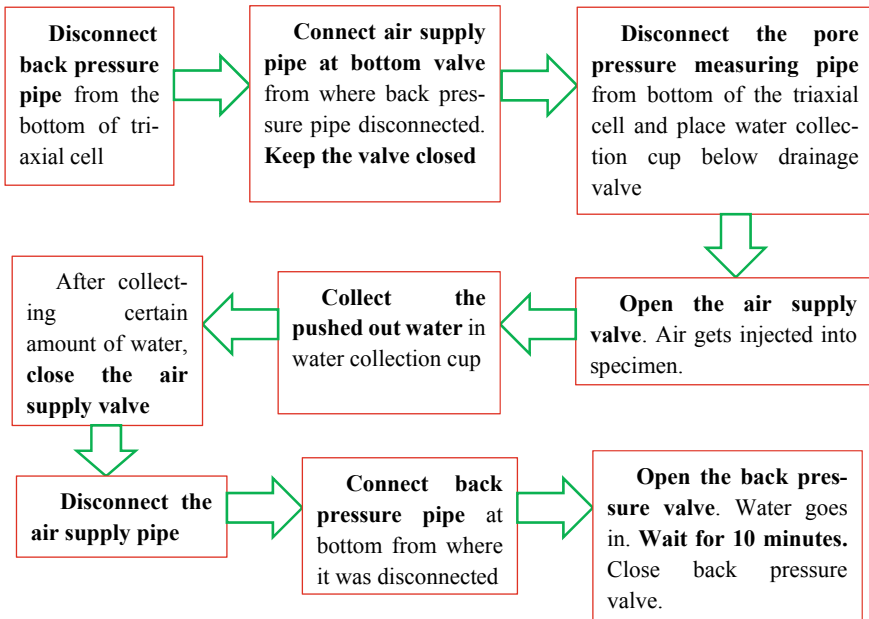 Disconnect
back pressure
pipe from the
bottom of tri-
axial cell
Connect air supply
pipe at bottom valve
from where back pres-
sure pipe disconnected.
Keep the valve closed
Disconnect the pore
pressure measuring pipe
from bottom of the triaxial
cell and place water collec-
tion cup below drainage
valve
Open the air supply
valve. Air gets injected into
specimen.
Collect the
pushed out water in
water collection cup
After collect-
ing certain
amount of water,
close the air
supply valve
Disconnect the
air supply pipe
Connect back
pressure pipe at
bottom from where
it was disconnected
Open the back pres-
sure valve. Water goes
in. Wait for 10 minutes.
Close back pressure
valve.